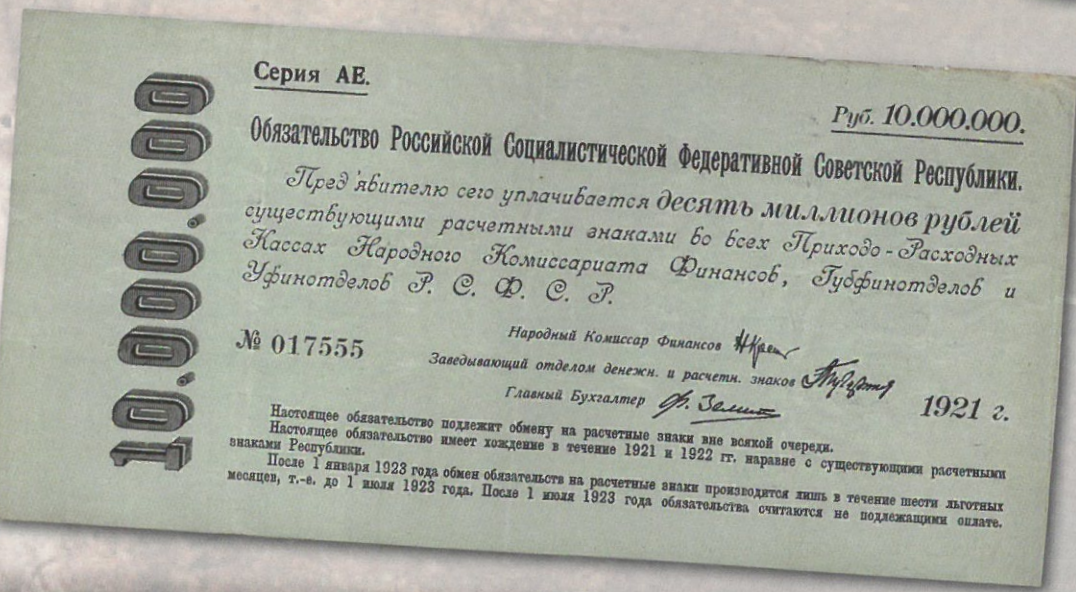 Серия АЕ.
Руб. 10.000.000.
10.000.000
Обязательство Российской Социалистической Федеративной Советской Республики.
Пред'явителю сего уплачивается десять миллионов рублей
существующими расчетными знаками во всех Приходо-Расходных
Кассах Народного Комиссариата Финансов, Губфинотделов и
Уфинотделов Р. С. Ф. С. Р.
№ 017555
Народный Комиссар Финансов
Заведывающий отделом денежн. и расчетн. знаков
Главный Бухгалтер
1921 г.
Настоящее обязательство подлежит обмену на расчетные знаки вне всякой очереди.
Настоящее обязательство имеет хождение в течение 1921 и 1922 гг. наравне с существующими расчетными
знаками Республики.
После 1 января 1923 года обмен обязательств на расчетные знаки производится лишь в течение шести льготных
месяцев, т.-е. до 1 июля 1923 года. После 1 июля 1923 года обязательства считаются не подлежащими оплате.